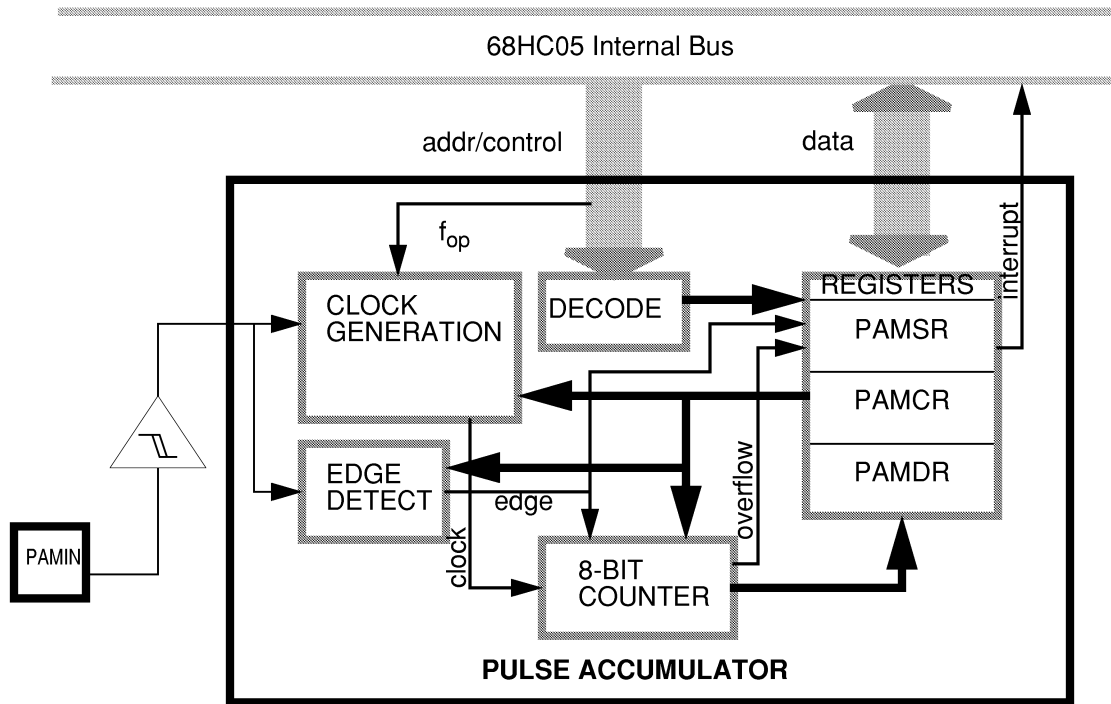 68HC05 Internal Bus
addr/control
data
fop
interrupt
CLOCK
GENERATION
DECODE
REGISTERS
PAMSR
PAMCR
PAMDR
EDGE
DETECT
edge
clock
overflow
PAMIN
8-BIT
COUNTER
PULSE ACCUMULATOR